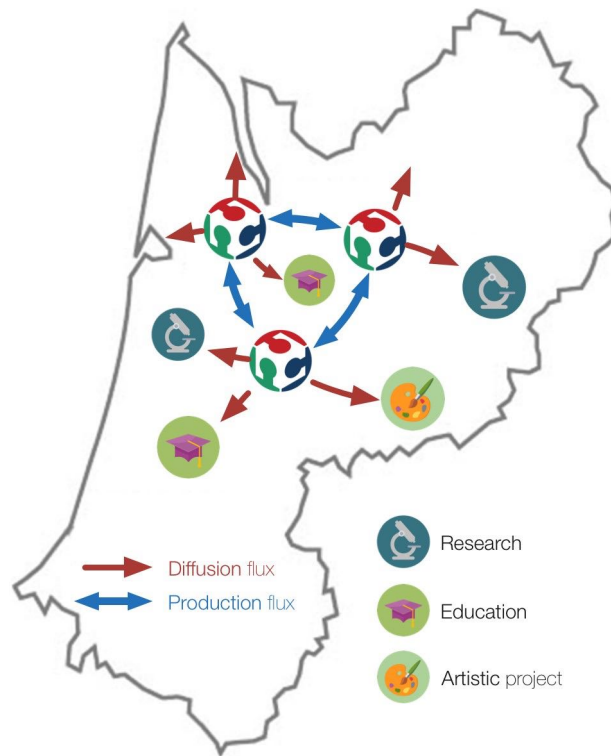 Diffusion flux
Production flux
Research
Education
Artistic project